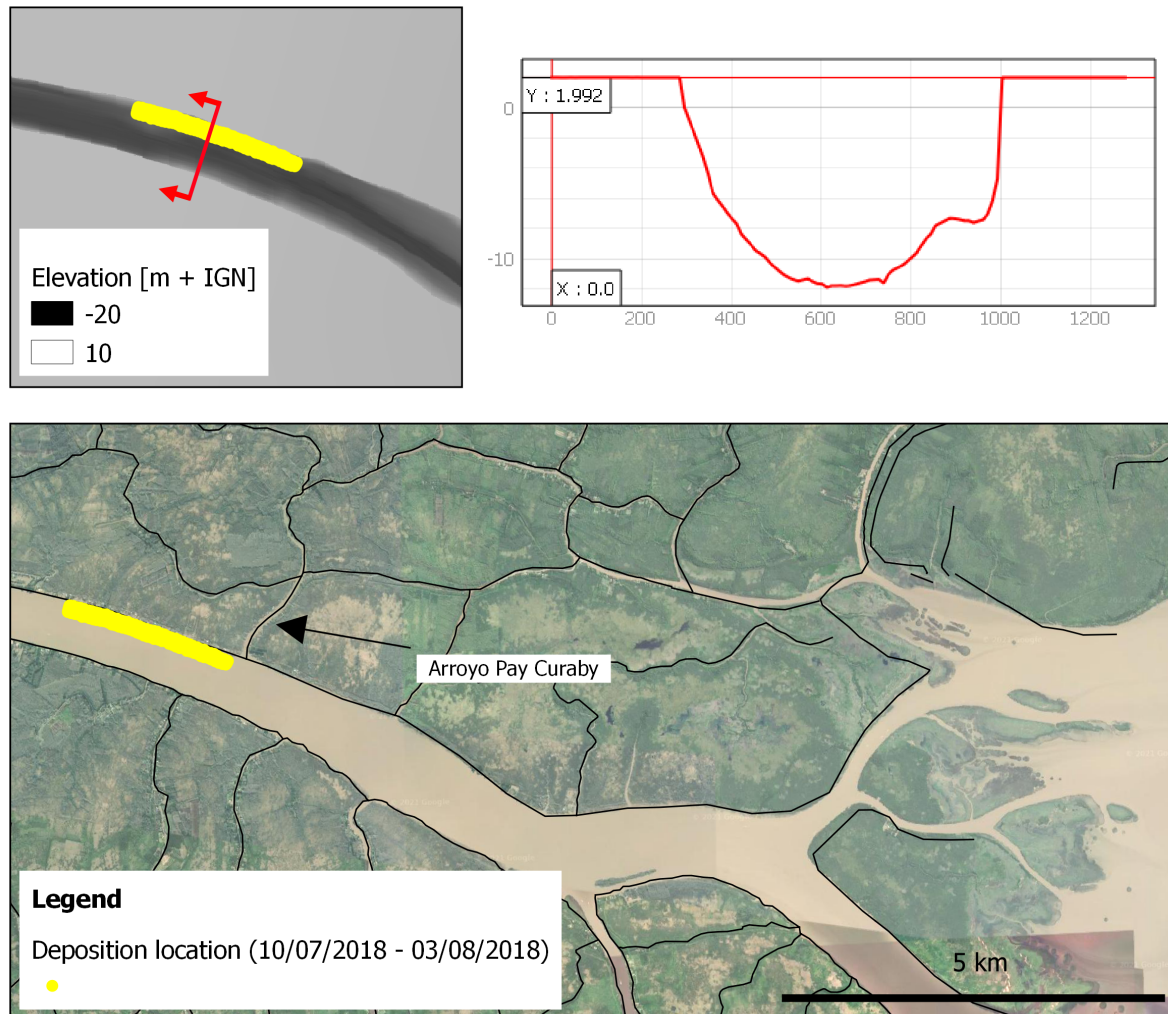 Elevation [m + IGN]
-20
10
Y : 1.992
0
-10
X : 0.0
0 200 400 600 800 1000 1200
Arroyo Pay Curaby
Legend
Deposition location (10/07/2018 - 03/08/2018)
5 km